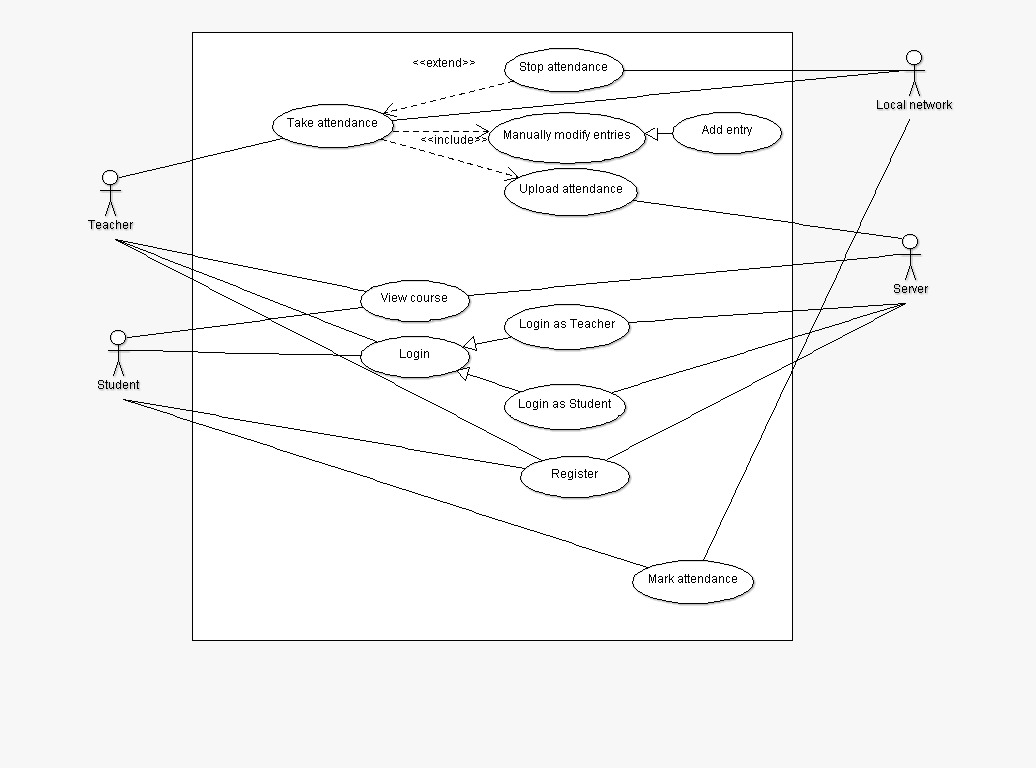 <<extend>>
Stop attendance
Local network
Take attendance
Manually modify entries
Add entry
<<include>>
Upload attendance
Teacher
Server
View course
Login as Teacher
Login
Student
Login as Student
Register
Mark attendance